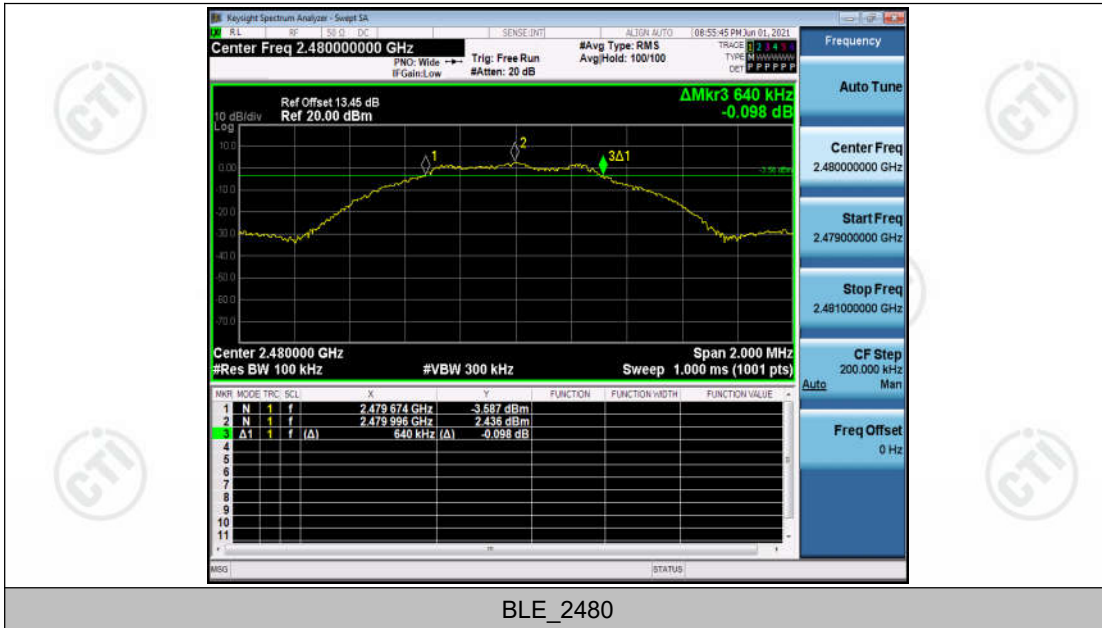 Keysight Spectrum Analyzer - Swept SA
RL RF 50 Ω DC SENSE:INT ALIGN AUTO 08:55:45 PM Jun 01, 2021
Center Freq 2.480000000 GHz
PNO: Wide
IFGain:Low
Trig: Free Run
#Atten: 20 dB
#Avg Type: RMS
Avg|Hold: 100/100
TRACE 1 2 3 4 5 6
TYPE M W W W W W
DET P P P P P P
Frequency
Auto Tune
Center Freq
2.480000000 GHz
Start Freq
2.479000000 GHz
Stop Freq
2.481000000 GHz
CF Step
200.000 kHz
Auto Man
Freq Offset
0 Hz
ΔMkr3 640 kHz
-0.098 dB
Ref Offset 13.45 dB
10 dB/div Ref 20.00 dBm
Log
10.0
0.00
-10.0
-20.0
-30.0
-40.0
-50.0
-60.0
-70.0
1
2
3Δ1
-3.56 dBm
Center 2.480000 GHz Span 2.000 MHz
#Res BW 100 kHz #VBW 300 kHz Sweep 1.000 ms (1001 pts)
MKR MODE TRC SCL X Y FUNCTION FUNCTION WIDTH FUNCTION VALUE
1 N 1 f 2.479 674 GHz -3.587 dBm
2 N 1 f 2.479 996 GHz 2.436 dBm
3 Δ1 1 f (Δ) 640 kHz (Δ) -0.098 dB
4
5
6
7
8
9
10
11
MSG STATUS
CTI
CTI
CTI
CTI
BLE_2480